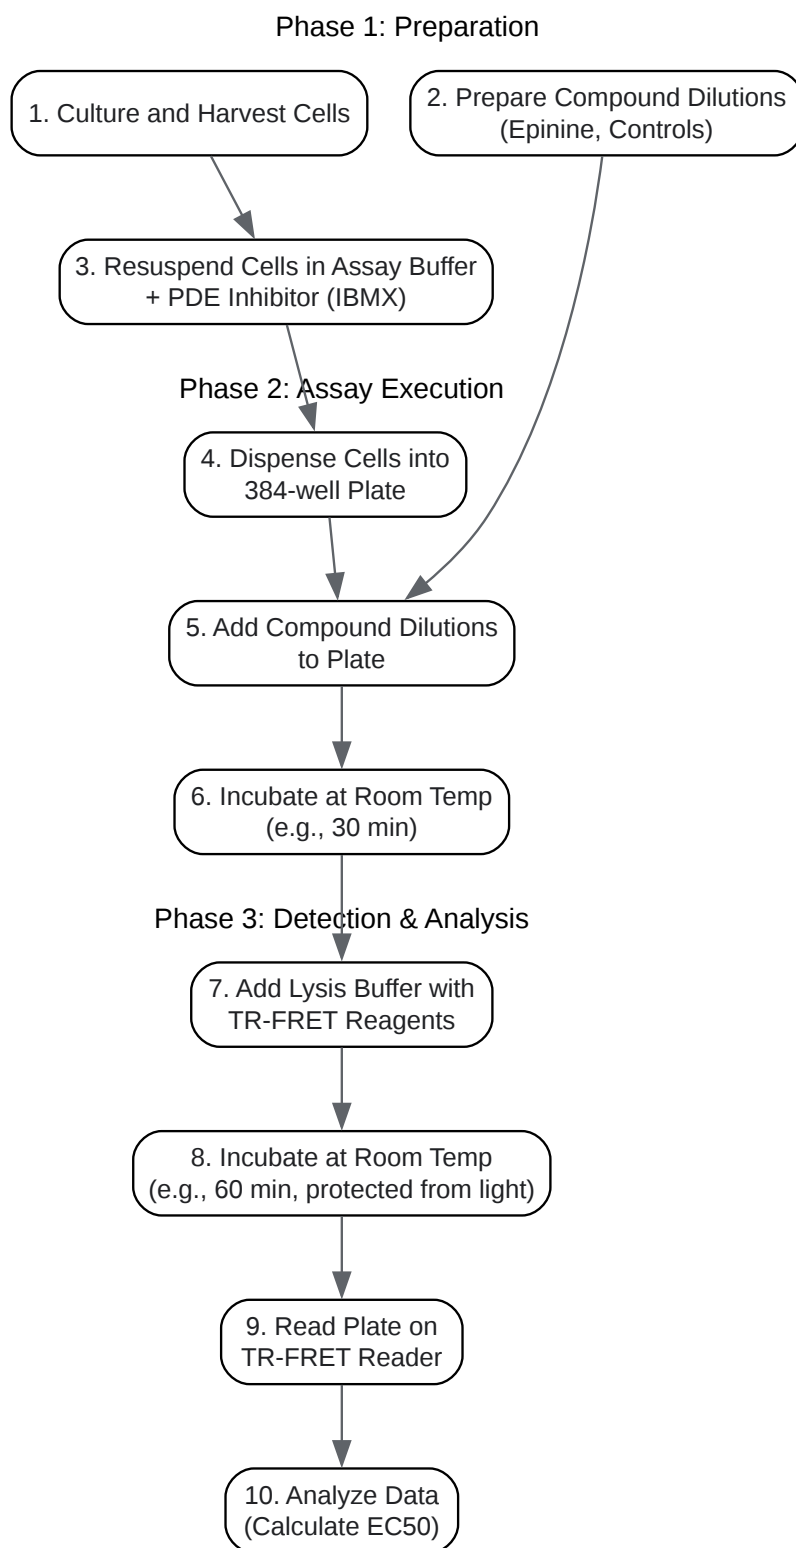 Phase 1: Preparation
1. Culture and Harvest Cells
2. Prepare Compound Dilutions
(Epinine, Controls)
3. Resuspend Cells in Assay Buffer
+ PDE Inhibitor (IBMX)
Phase 2: Assay Execution
4. Dispense Cells into
384-well Plate
5. Add Compound Dilutions
to Plate
6. Incubate at Room Temp
(e.g., 30 min)
Phase 3: Detection & Analysis
7. Add Lysis Buffer with
TR-FRET Reagents
8. Incubate at Room Temp
(e.g., 60 min, protected from light)
9. Read Plate on
TR-FRET Reader
10. Analyze Data
(Calculate EC50)